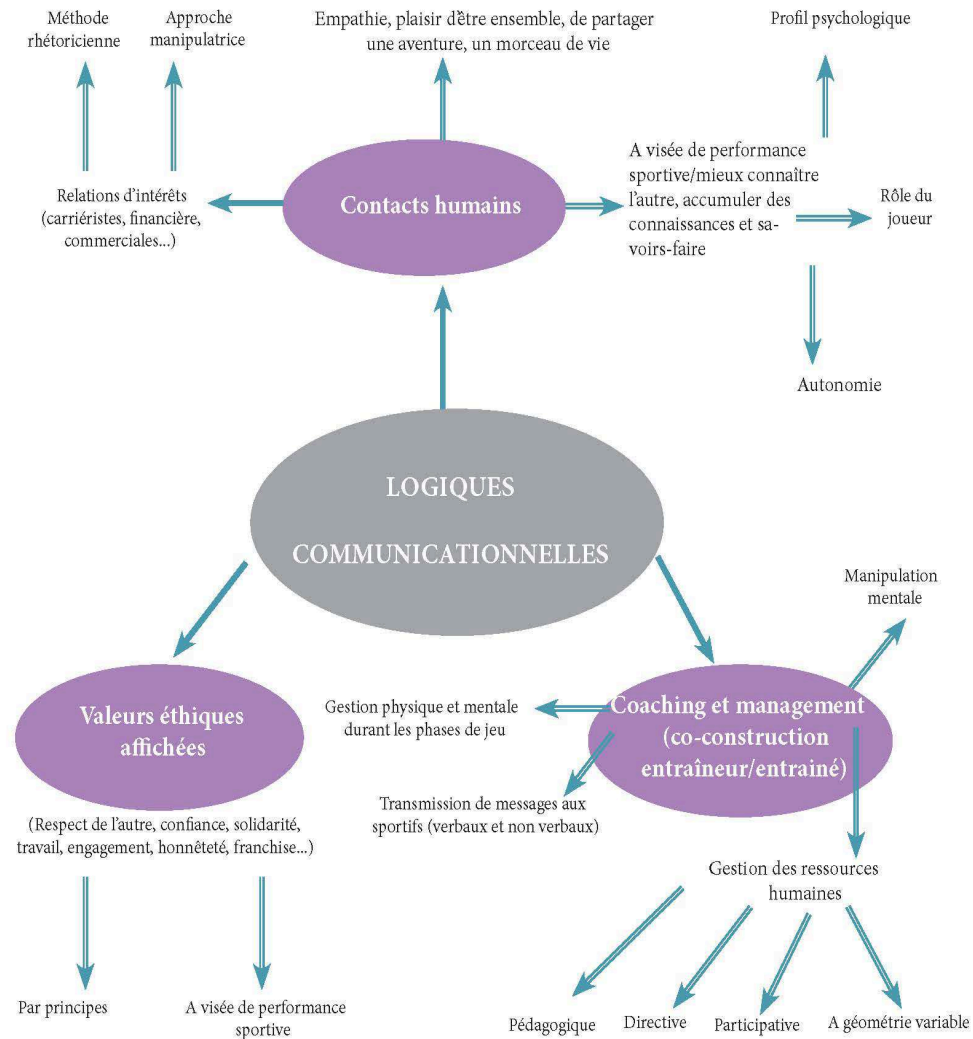 Méthode
rhétoricienne
Approche
manipulatrice
Empathie, plaisir d'être ensemble, de partager
une aventure, un morceau de vie
Profil psychologique
Relations d'intérêts
(carriéristes, financière,
commerciales...)
Contacts humains
A visée de performance
sportive/mieux connaître
l'autre, accumuler des
connaissances et sa-
voirs-faire
Rôle du
joueur
Autonomie
LOGIQUES
COMMUNICATIONNELLES
Manipulation
mentale
Valeurs éthiques
affichées
Gestion physique et mentale
durant les phases de jeu
Coaching et management
(co-construction
entraîneur/entrainé)
Transmission de messages aux
sportifs (verbaux et non verbaux)
(Respect de l'autre, confiance, solidarité,
travail, engagement, honnêteté, franchise...)
Gestion des ressources
humaines
Par principes
A visée de performance
sportive
Pédagogique
Directive
Participative
A géométrie variable